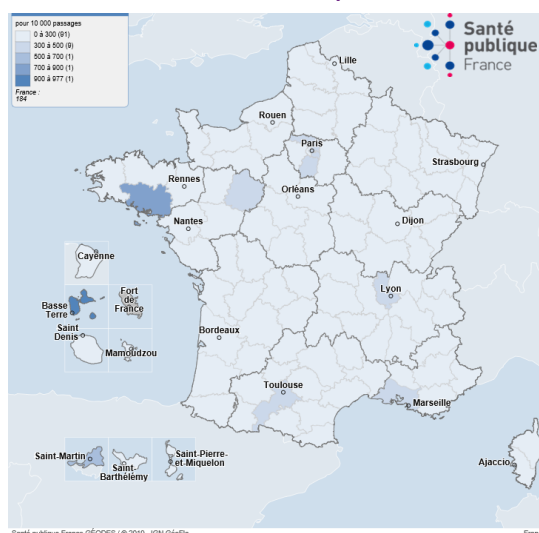 pour 10 000 passages
0 à 300 (91)
300 à 500 (9)
500 à 700 (1)
700 à 900 (1)
900 à 977 (1)
France :
184
Santé
publique
France
Lille
Rouen
Paris
Strasbourg
Rennes
Orléans
Nantes
Dijon
Cayenne
Basse
Terre
Fort
de
France
Lyon
Saint
Denis
Mamoudzou
Bordeaux
Toulouse
Marseille
Saint-Martin
Saint-
Barthélémy
Saint-Pierre-
et-Miquelon
Ajaccio